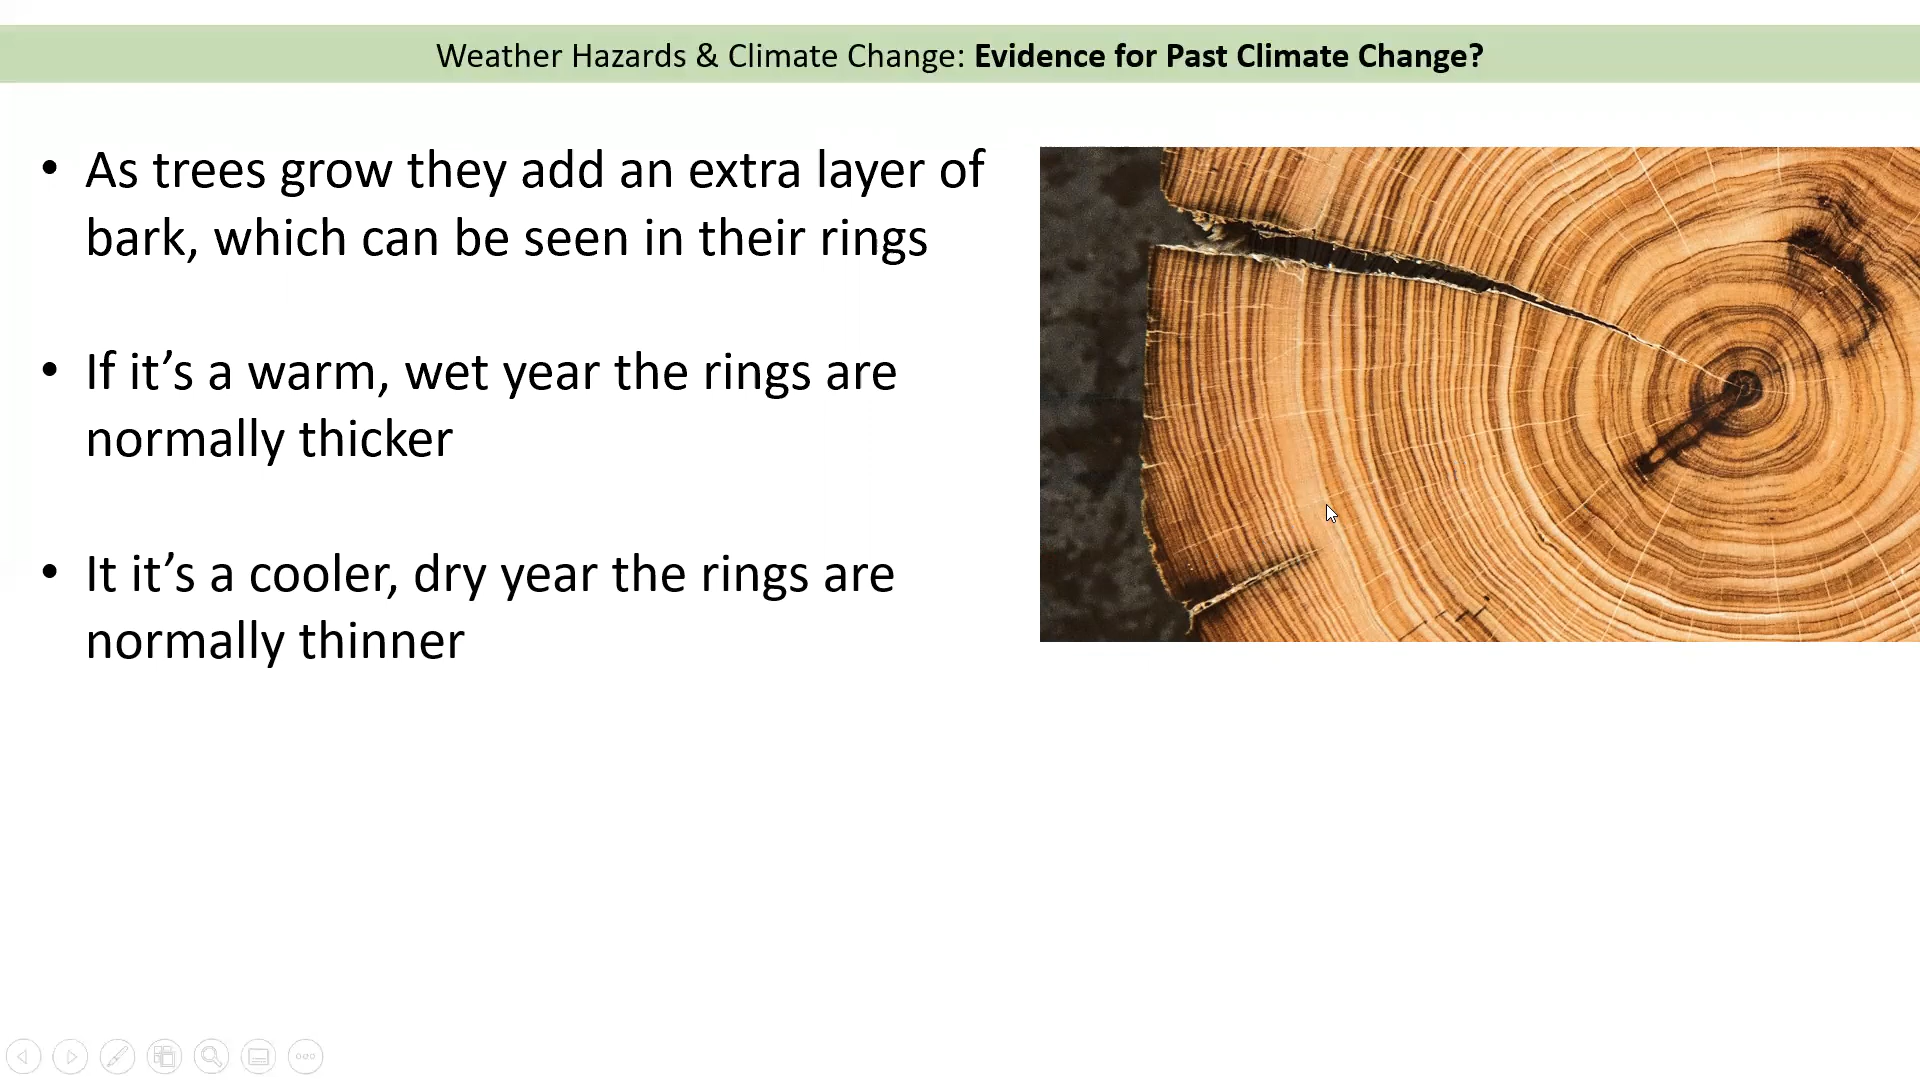 Weather Hazards & Climate Change: Evidence for Past Climate Change?
• As trees grow they add an extra layer of
bark, which can be seen in their rings
• If it’s a warm, wet year the rings are
normally thicker
• It it’s a cooler, dry year the rings are
normally thinner